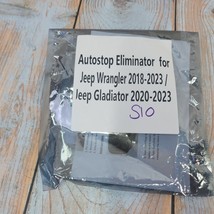 Autostop Eliminator for
Jeep Wrangler 2018-2023 /
Jeep Gladiator 2020-2023
S10